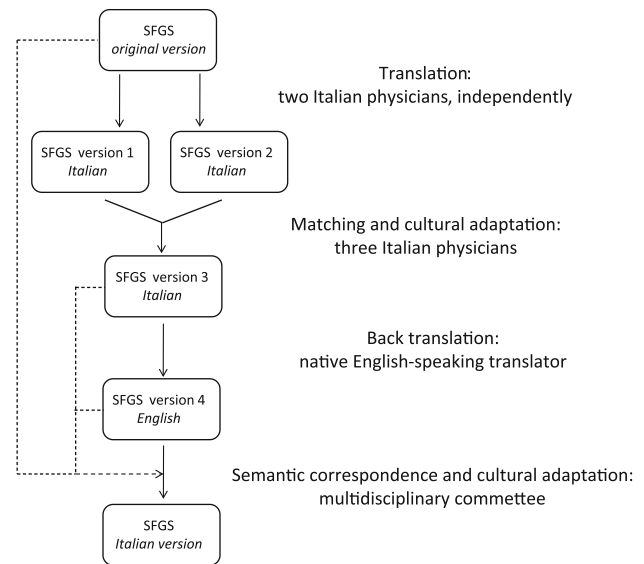 SFGS
original version
Translation:
two Italian physicians, independently
SFGS version 1
Italian
SFGS version 2
Italian
Matching and cultural adaptation:
three Italian physicians
SFGS version 3
Italian
Back translation:
native English-speaking translator
SFGS version 4
English
Semantic correspondence and cultural adaptation:
multidisciplinary commettee
SFGS
Italian version